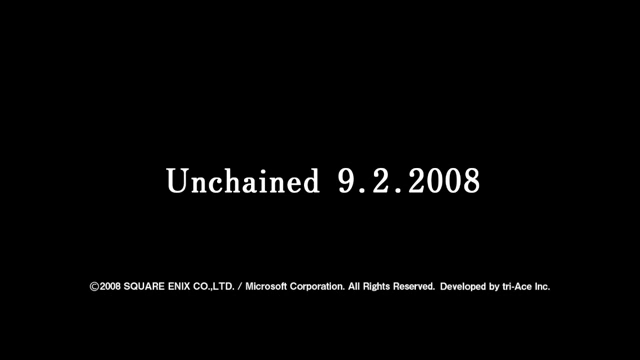 Unchained 9.2.2008
©2008 SQUARE ENIX CO.,LTD. / Microsoft Corporation. All Rights Reserved. Developed by tri-Ace Inc.